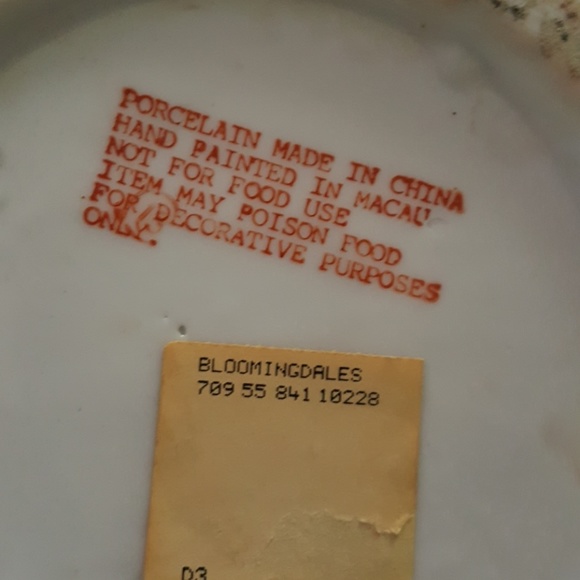 PORCELAIN MADE IN CHINA
HAND PAINTED IN MACAU
NOT FOR FOOD USE
ITEM MAY POISON FOOD
FOR DECORATIVE PURPOSES
ONLY.
BLOOMINGDALES
709 55 841 10228
D3